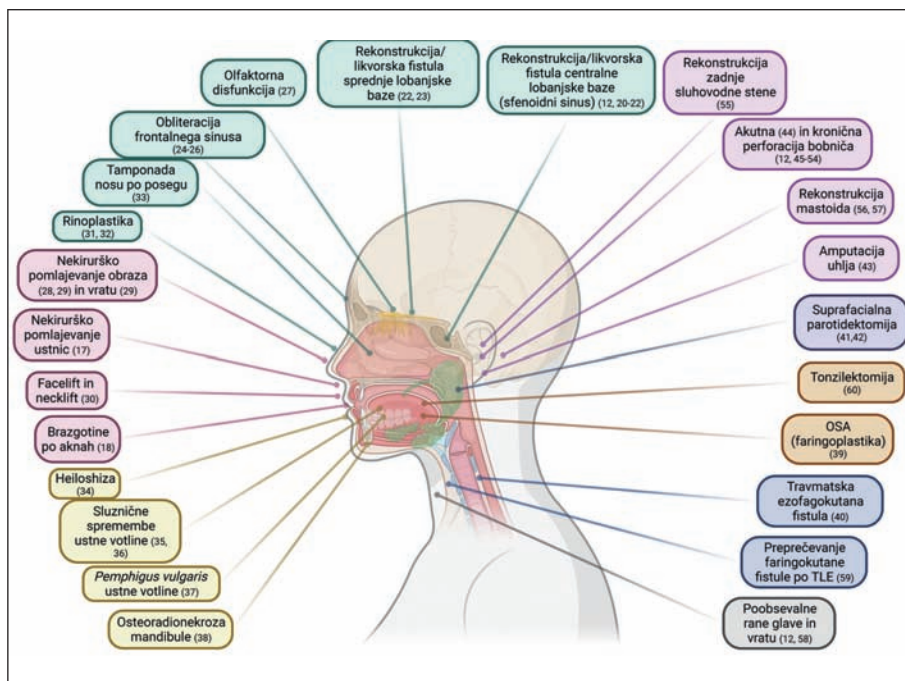 Rekonstrukcija/
likvorska fistula
sprednje lobanjske
baze (22, 23)
Rekonstrukcija/likvorska
fistula centralne
lobanjske baze
(sfenoidni sinus) (12, 20-22)
Rekonstrukcija
zadnje
sluhovodne stene
(55)
Olfaktorna
disfunkcija (27)
Obliteracija
frontalnega sinusa
(24-26)
Tamponada
nosu po posegu
(33)
Rinoplastika
(31, 32)
Nekirurško
pomlajevanje obraza
(28, 29) in vratu (29)
Nekirurško
pomlajevanje
ustnic (17)
Facelift in
necklift (30)
Brazgotine
po aknah (18)
Heiloshiza
(34)
Sluznične
spremembe
ustne votline (35,
36)
Pemphigus vulgaris
ustne votline (37)
Osteoradionekroza
mandibule (38)
Akutna (44) in kronična
perforacija bobniča
(12, 45-54)
Rekonstrukcija
mastoida (56, 57)
Amputacija
uhlja (43)
Suprafacialna
parotidektomija
(41,42)
Tonzilektomija
(60)
OSA
(faringoplastika)
(39)
Travmatska
ezofagokutana
fistula (40)
Preprečevanje
faringokutane
fistule po TLE (59)
Poobsevalne
rane glave in
vratu (12, 58)